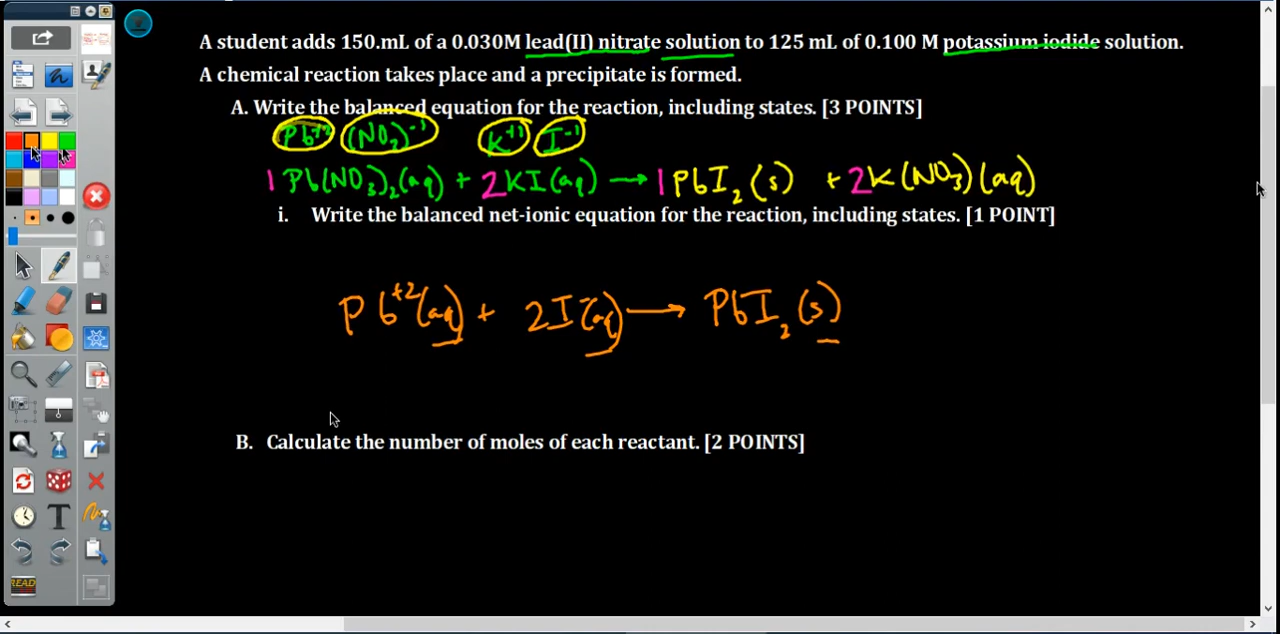 A student adds 150.mL of a 0.030M lead(II) nitrate solution to 125 mL of 0.100 M potassium iodide solution.
A chemical reaction takes place and a precipitate is formed.
A. Write the balanced equation for the reaction, including states. [3 POINTS]
Pb⁺² (NO₃)⁻¹ K⁺¹ I⁻¹
1 Pb(NO₃)₂(aq) + 2KI(aq) → 1 PbI₂(s) + 2K(NO₃)(aq)
i. Write the balanced net-ionic equation for the reaction, including states. [1 POINT]
Pb⁺²(aq) + 2I⁻(aq) → PbI₂(s)
B. Calculate the number of moles of each reactant. [2 POINTS]
T
READ